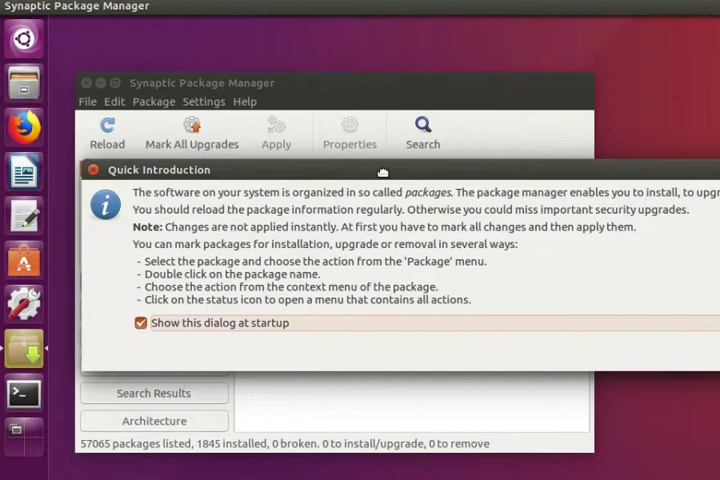 Synaptic Package Manager
Synaptic Package Manager
File Edit Package Settings Help
Reload Mark All Upgrades Apply Properties Search
Quick Introduction
The software on your system is organized in so called packages. The package manager enables you to install, to upgr
You should reload the package information regularly. Otherwise you could miss important security upgrades.
Note: Changes are not applied instantly. At first you have to mark all changes and then apply them.
You can mark packages for installation, upgrade or removal in several ways:
- Select the package and choose the action from the 'Package' menu.
- Double click on the package name.
- Choose the action from the context menu of the package.
- Click on the status icon to open a menu that contains all actions.
Show this dialog at startup
Search Results
Architecture
57065 packages listed, 1845 installed, 0 broken. 0 to install/upgrade, 0 to remove